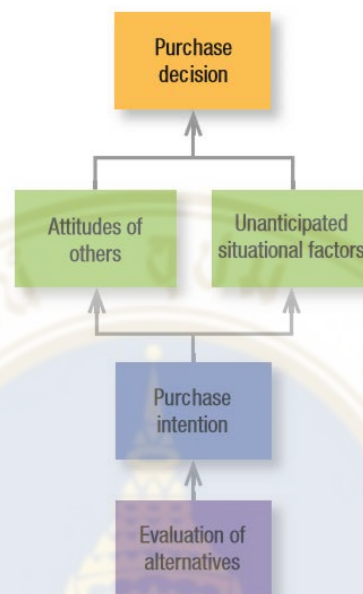 Purchase
decision
Attitudes of
others
Unanticipated
situational factors
Purchase
intention
Evaluation of
alternatives